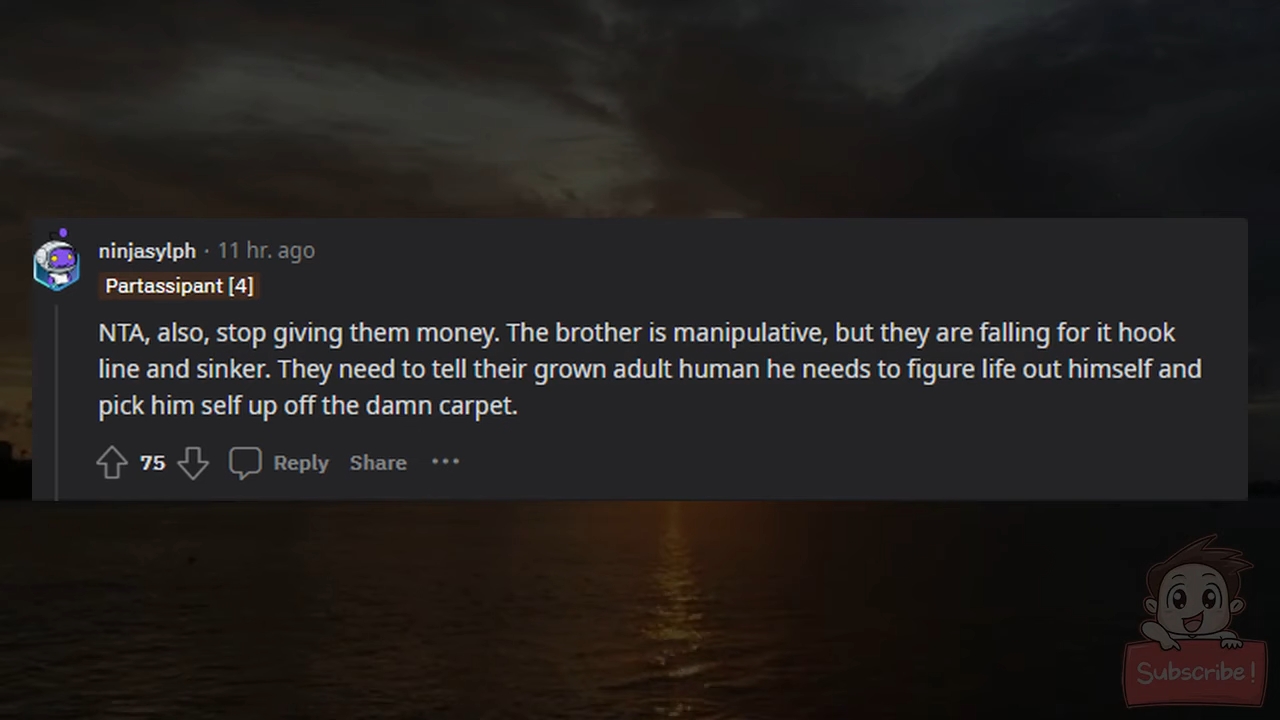 ninjasylph · 11 hr. ago
Partassipant [4]
NTA, also, stop giving them money. The brother is manipulative, but they are falling for it hook
line and sinker. They need to tell their grown adult human he needs to figure life out himself and
pick him self up off the damn carpet.
75 Reply Share ···
Subscribe!